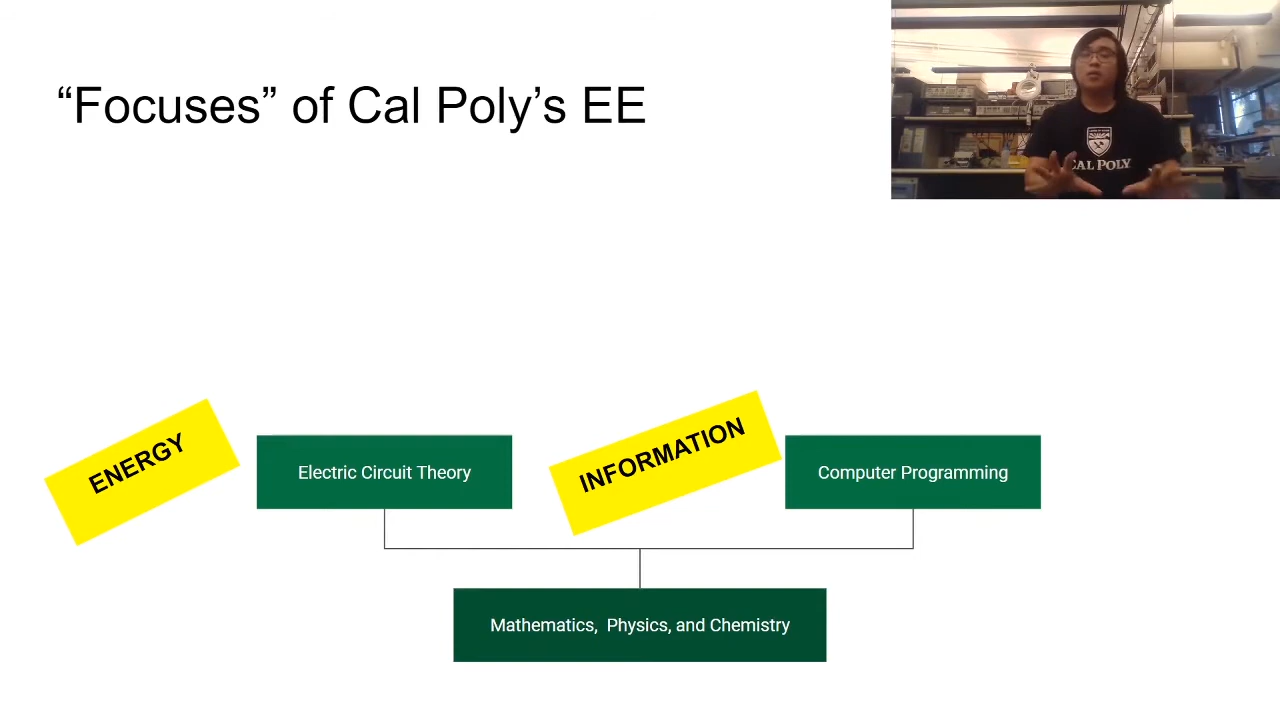 “Focuses” of Cal Poly’s EE
CAL POLY
ENERGY
Electric Circuit Theory
INFORMATION
Computer Programming
Mathematics,  Physics, and Chemistry